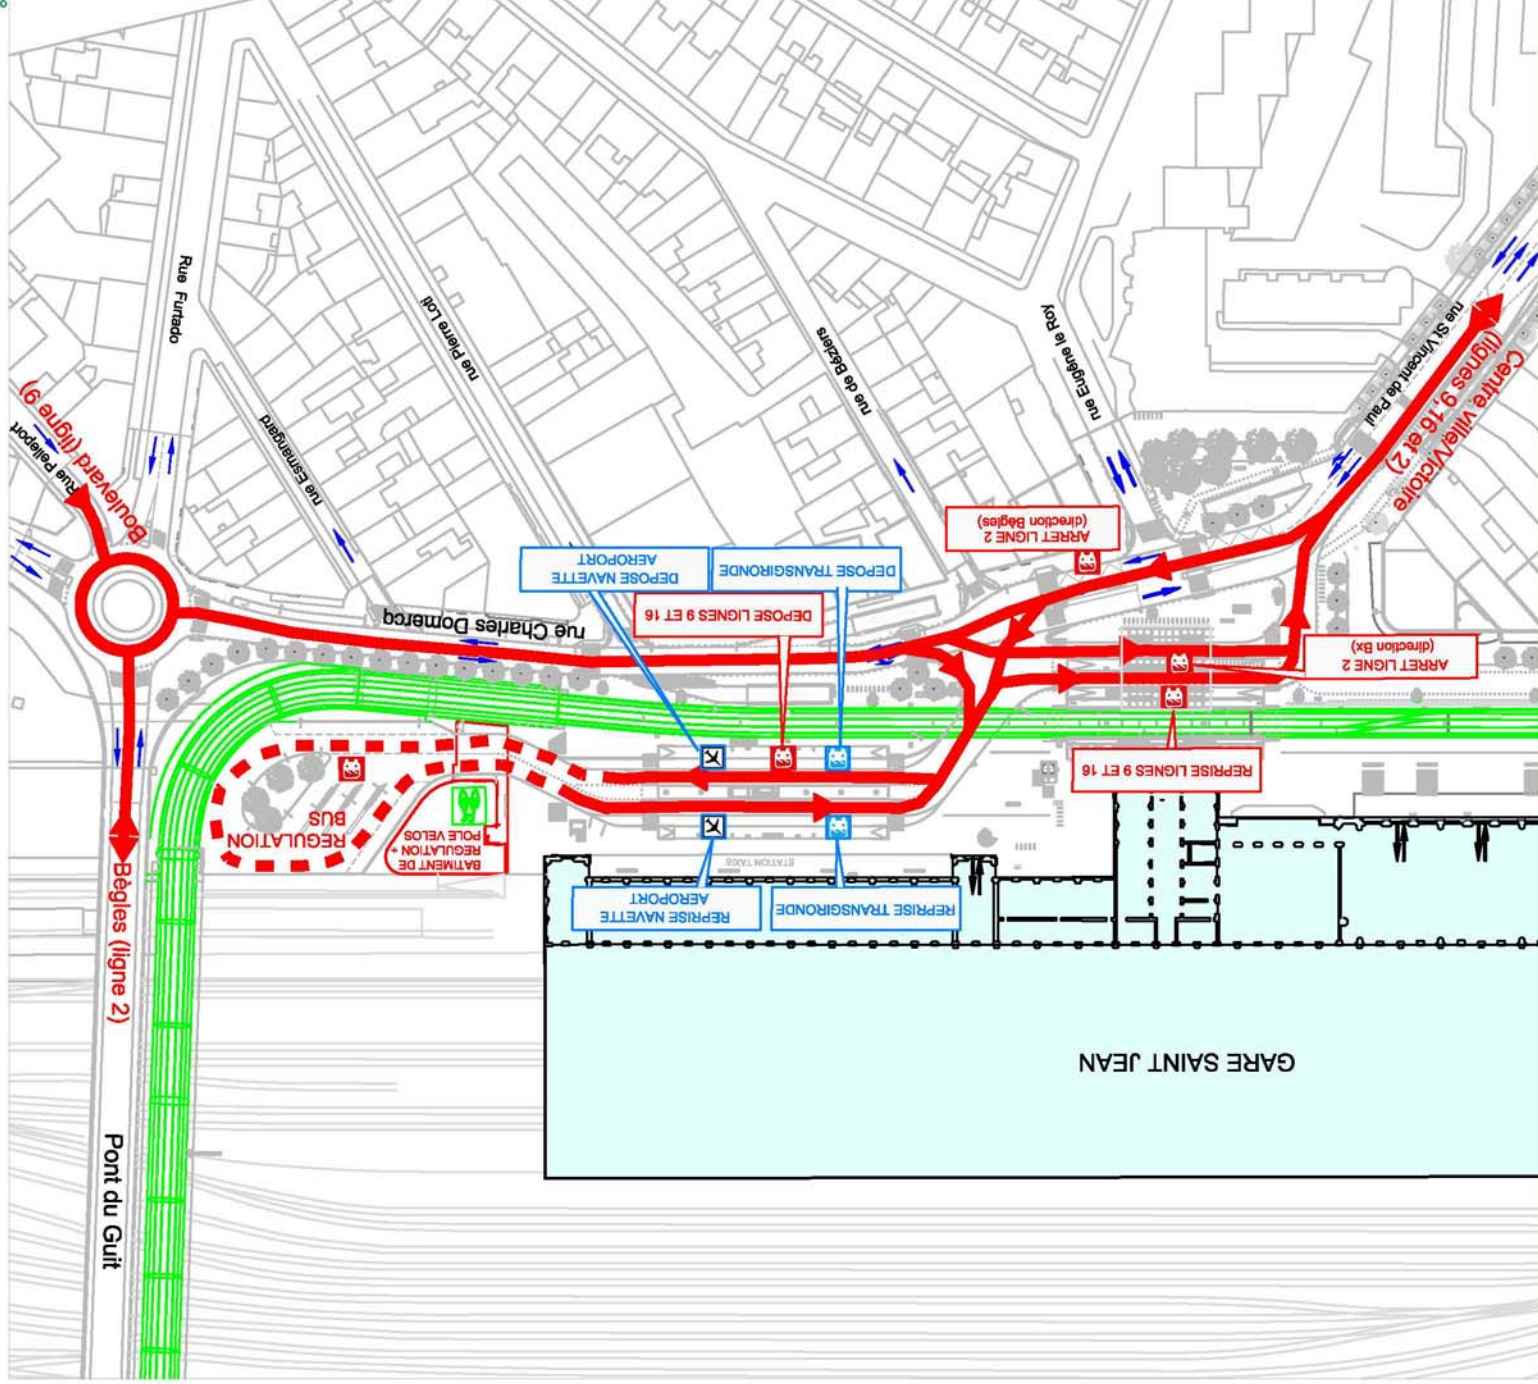 Rue Furtado
rue Pierre Loti
rue Esmangard
Rue Pelleport
Boulevard (ligne 9)
rue de Béziers
rue Eugène le Roy
rue St Vincent de Paul
Centre ville/Victoire
(lignes 9,16 et 2)
ARRET LIGNE 2
(direction Bègles)
DEPOSE NAVETTE
AEROPORT
DEPOSE TRANSGIRONDE
DEPOSE LIGNES 9 ET 16
rue Charles Domercq
ARRET LIGNE 2
(direction Bx)
REPRISE LIGNES 9 ET 16
REGULATION
BUS
BATIMENT DE
REGULATION +
POLE VELOS
STATION TAXIS
REPRISE NAVETTE
AEROPORT
REPRISE TRANSGIRONDE
Bègles (ligne 2)
GARE SAINT JEAN
Pont du Guit